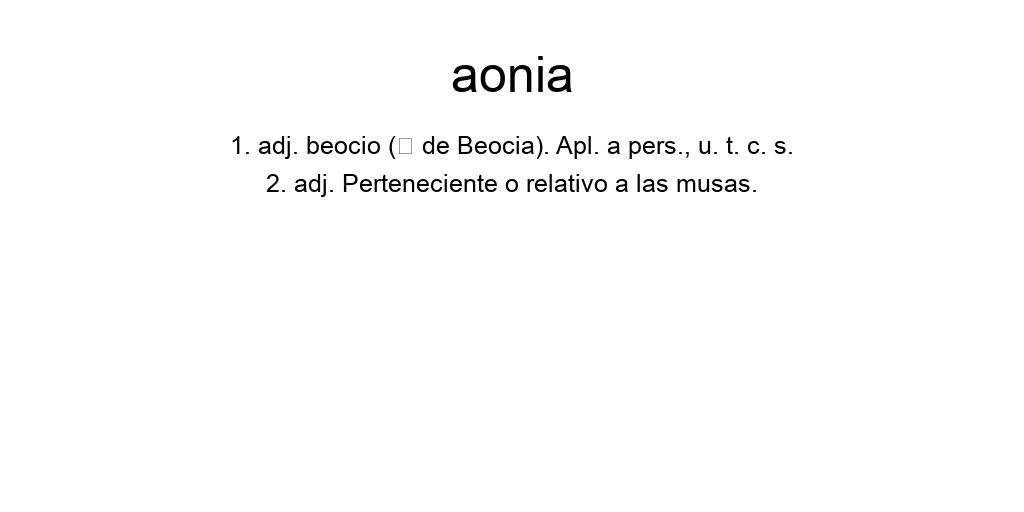 aonia
1. adj. beocio (□ de Beocia). Apl. a pers., u. t. c. s.
2. adj. Perteneciente o relativo a las musas.